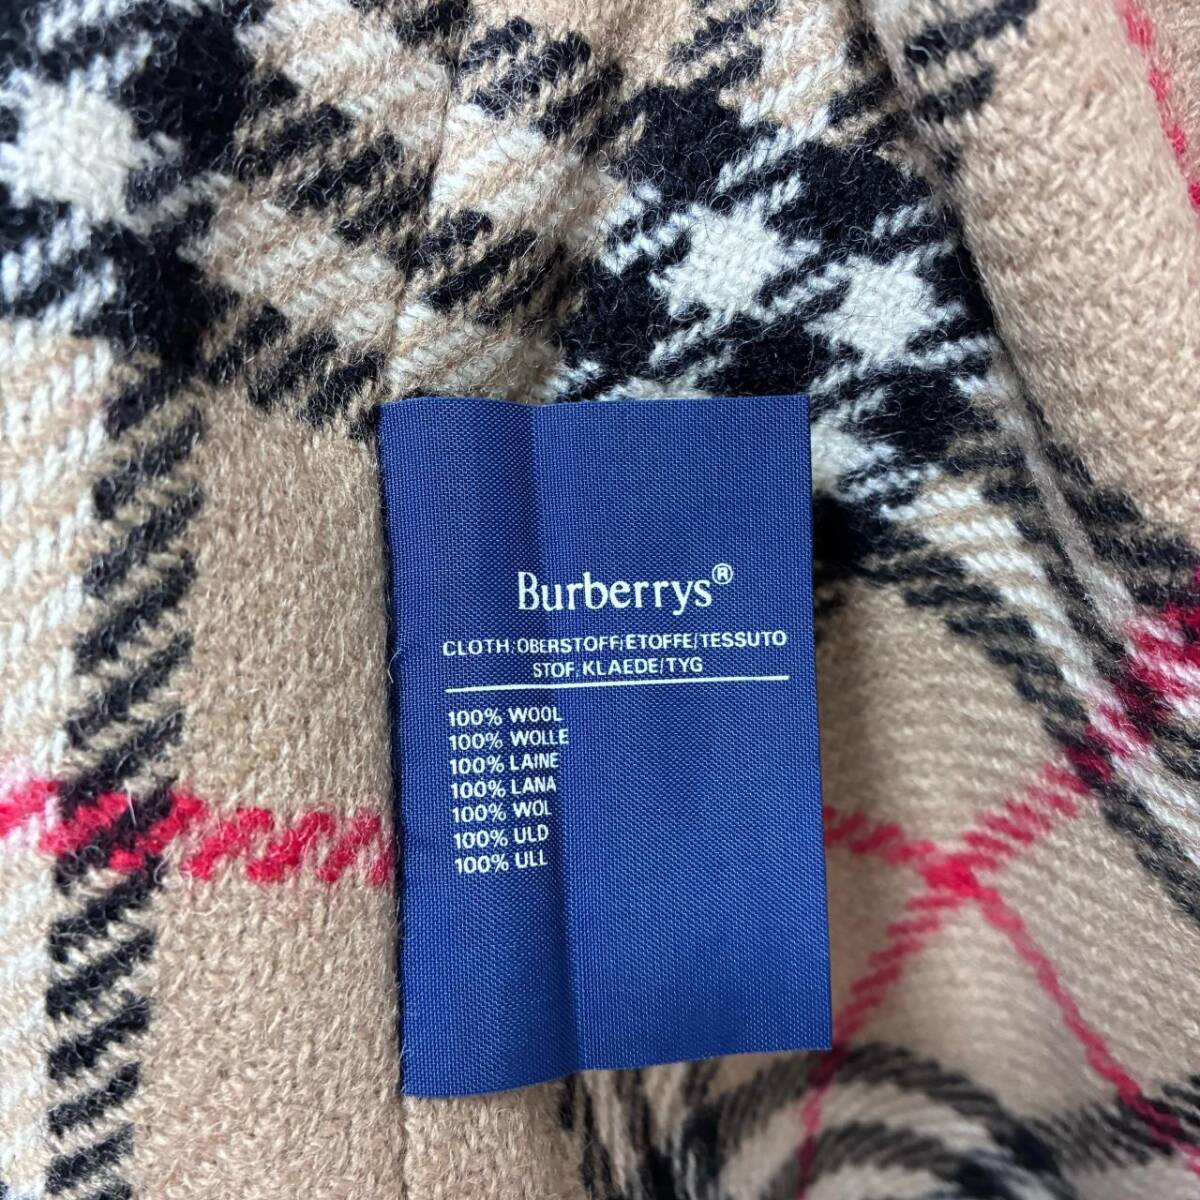 Burberrys®
CLOTH/OBERSTOFF/ETOFFE/TESSUTO
STOF/KLAEDE/TYG
100% WOOL
100% WOLLE
100% LAINE
100% LANA
100% WOL
100% ULD
100% ULL